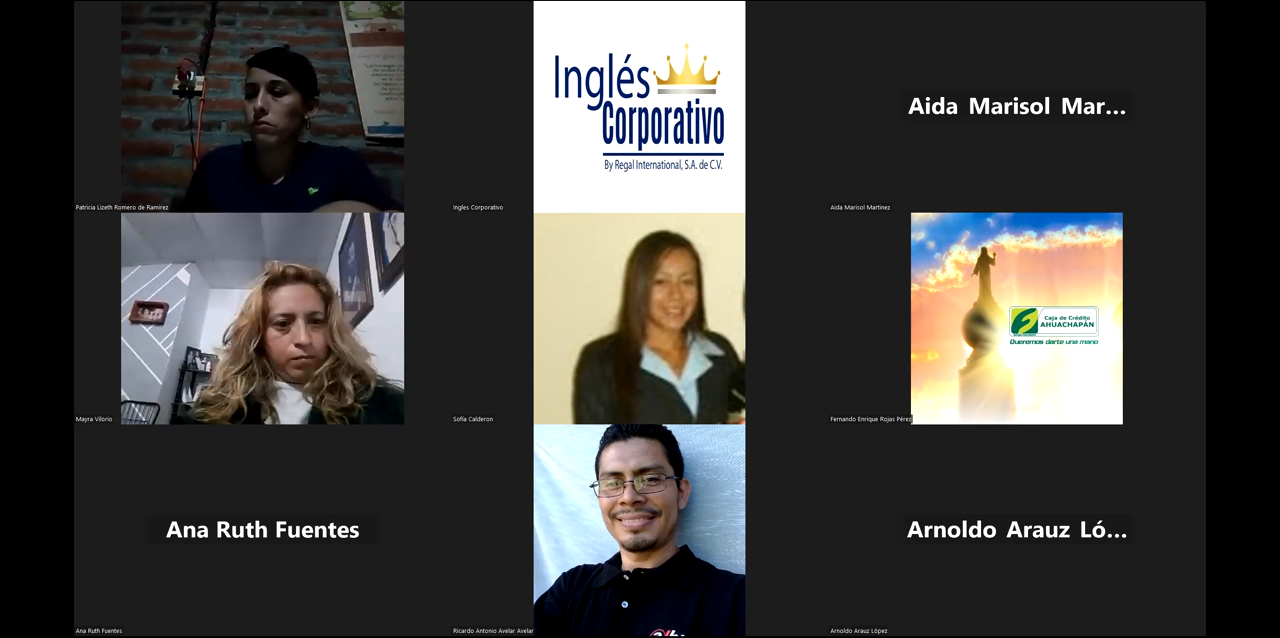 Patricia Lizeth Romero de Ramirez
Inglés
Corporativo
By Regal International, S.A. de C.V.
Ingles Corporativo
Aida Marisol Mar...
Aida Marisol Martinez
Mayra Vilorio
Sofía Calderon
Caja de Crédito
AHUACHAPÁN
Queremos darte una mano
Fernando Enrique Rojas Pérez
Ana Ruth Fuentes
Ana Ruth Fuentes
Ricardo Antonio Avelar Avelar
Arnoldo Arauz Ló...
Arnoldo Arauz López